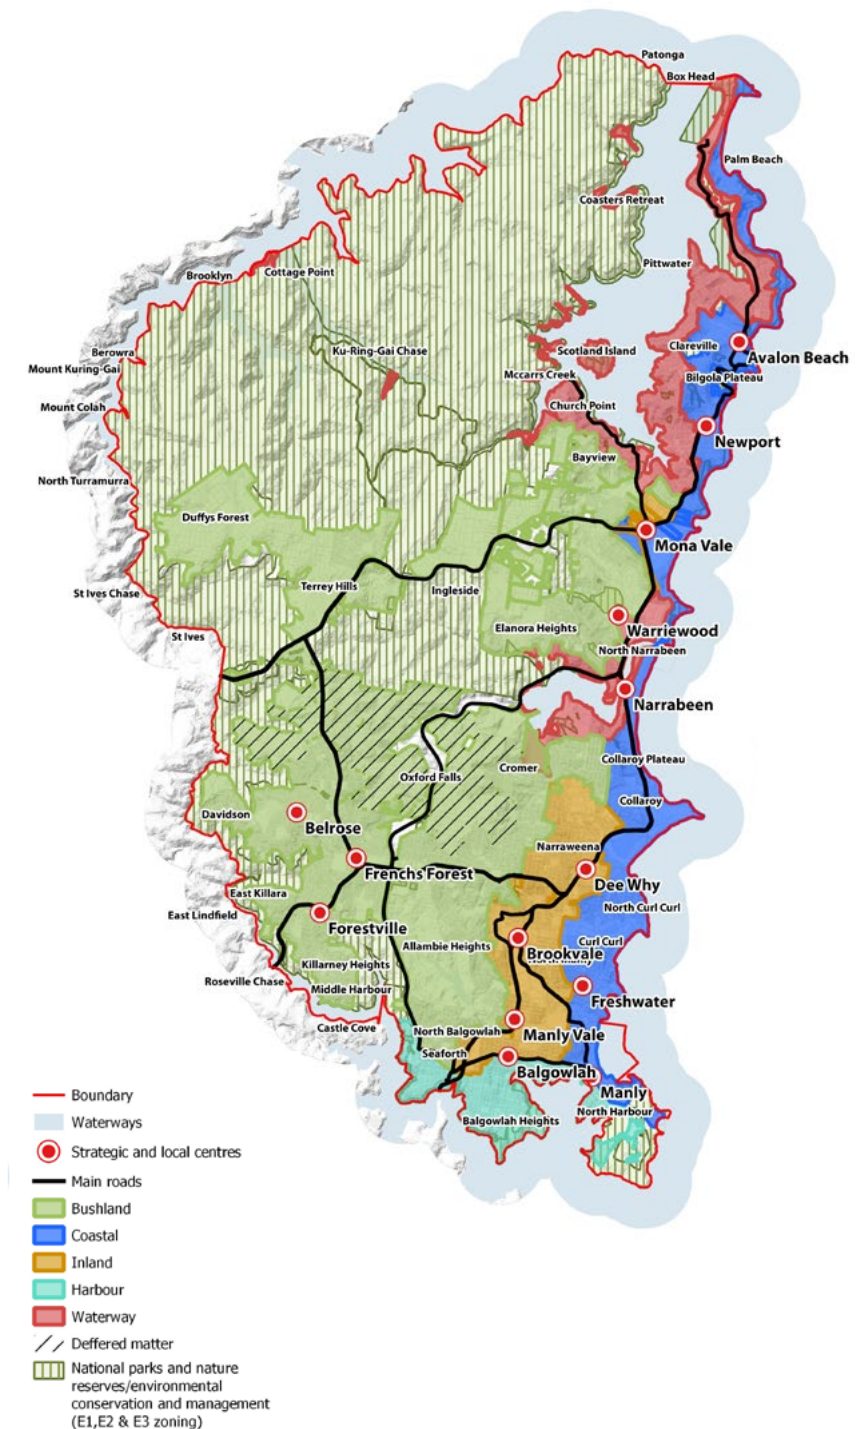 Patonga
Box Head
Palm Beach
Coasters Retreat
Pittwater
Brooklyn
Cottage Point
Berowra
Ku-Ring-Gai Chase
Scotland Island
Clareville
Avalon Beach
Mount Kuring-gai
Mccarrs Creek
Bilgola Plateau
Mount Colah
Church Point
Newport
Bayview
North Turramurra
Duffys Forest
Mona Vale
St Ives Chase
Terrey Hills
Ingleside
Elanora Heights
Warriewood
St Ives
North Narrabeen
Narrabeen
Collaroy Plateau
Cromer
Oxford Falls
Collaroy
Davidson
Belrose
Narraweena
Frenchs Forest
Dee Why
East Killara
North Curl Curl
East Lindfield
Forestville
Allambie Heights
Curl Curl
Brookvale
Killarney Heights
Roseville Chase
Middle Harbour
Freshwater
Castle Cove
North Balgowlah
Manly Vale
Seaforth
Balgowlah
Manly
North Harbour
Balgowlah Heights
Boundary
Waterways
Strategic and local centres
Main roads
Bushland
Coastal
Inland
Harbour
Waterway
Deffered matter
National parks and nature
reserves/environmental
conservation and management
(E1,E2 & E3 zoning)